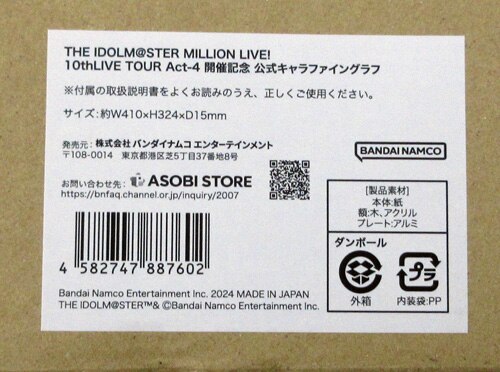 THE IDOLM@STER MILLION LIVE!
10thLIVE TOUR Act-4 開催記念 公式キャラファイングラフ
※付属の取扱説明書をよくお読みのうえ、正しくご使用ください。
サイズ：約W410×H324×D15mm
発売元：株式会社 バンダイナムコ エンターテインメント
〒108-0014 東京都港区芝5丁目37番地8号
BANDAI NAMCO
お問い合わせ先： ASOBI STORE
https://bnfaq.channel.or.jp/inquiry/2007
[製品素材]
本体:紙
額:木、アクリル
プレート:アルミ
4 582747 887602
ダンボール
外箱
プラ
内装袋:PP
Bandai Namco Entertainment Inc. 2024 MADE IN JAPAN
THE IDOLM@STER™& ©Bandai Namco Entertainment Inc.